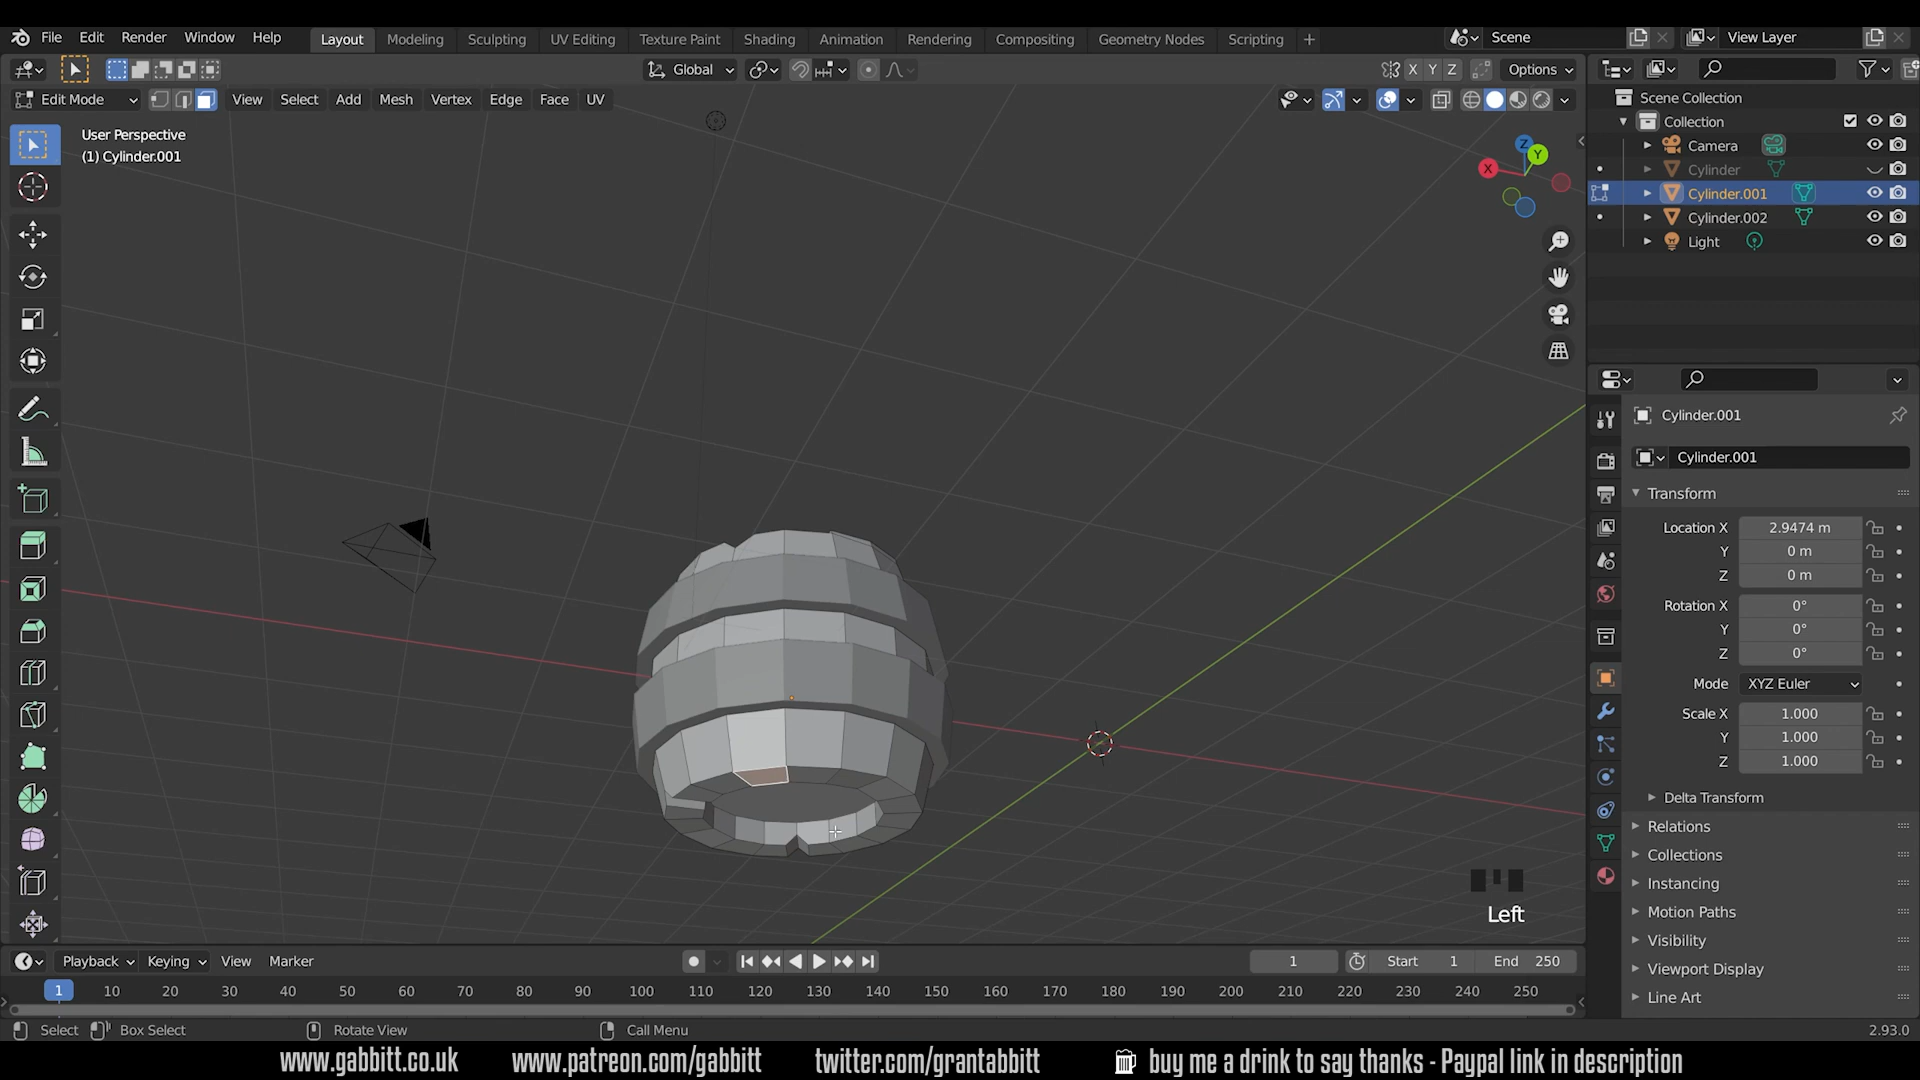 File Edit Render Window Help Layout Modeling Sculpting UV Editing Texture Paint Shading Animation Rendering Compositing Geometry Nodes Scripting + Scene View Layer
Global X Y Z Options
Edit Mode View Select Add Mesh Vertex Edge Face UV
User Perspective
(1) Cylinder.001
Z
Y
X
Scene Collection
Collection
Camera
Cylinder
Cylinder.001
Cylinder.002
Light
Cylinder.001
Cylinder.001
Transform
Location X 2.9474 m
Y 0 m
Z 0 m
Rotation X 0°
Y 0°
Z 0°
Mode XYZ Euler
Scale X 1.000
Y 1.000
Z 1.000
Delta Transform
Relations
Collections
Instancing
Motion Paths
Visibility
Viewport Display
Line Art
Left
Playback Keying View Marker 1 Start 1 End 250
1 10 20 30 40 50 60 70 80 90 100 110 120 130 140 150 160 170 180 190 200 210 220 230 240 250
Select Box Select Rotate View Call Menu 2.93.0
www.gabbitt.co.uk www.patreon.com/gabbitt twitter.com/grantabbitt buy me a drink to say thanks - Paypal link in description